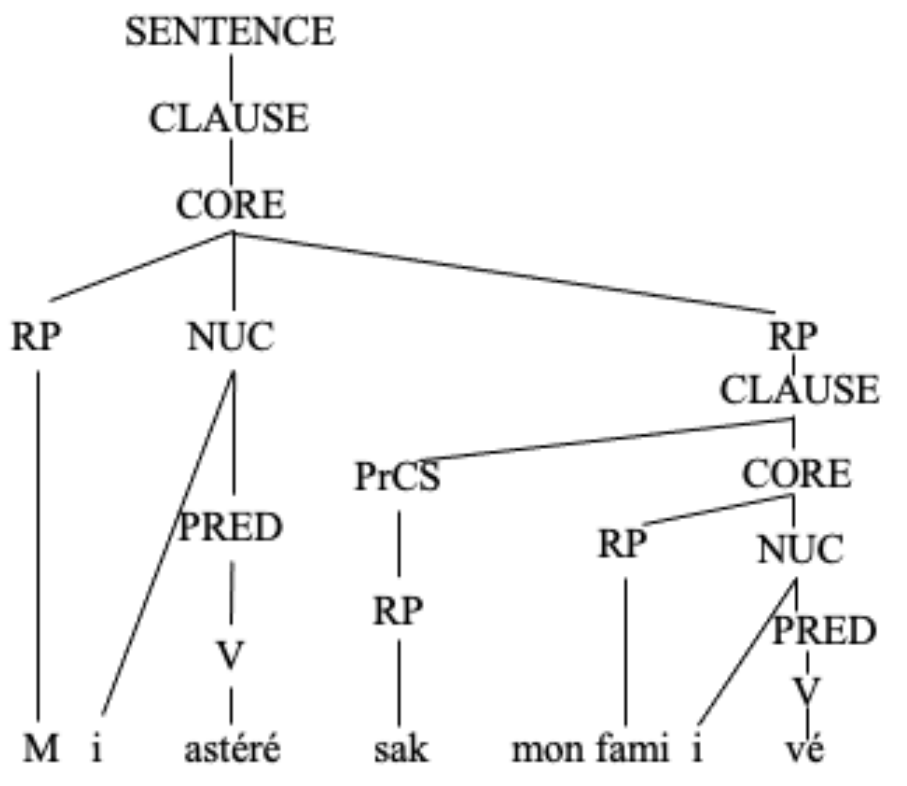 SENTENCE
CLAUSE
CORE
RP NUC RP
CLAUSE
PrCS CORE
PRED RP NUC
RP PRED
V V
M i astéré sak mon fami i vé